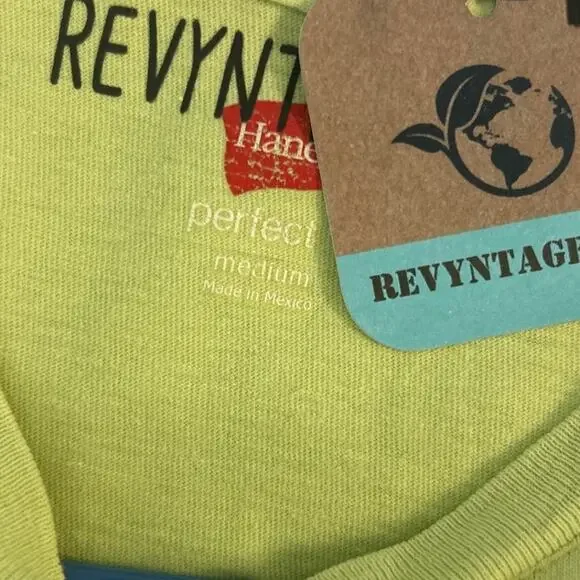 REVYNT
Hane
perfect
medium
Made in Mexico
REVYNTAGE